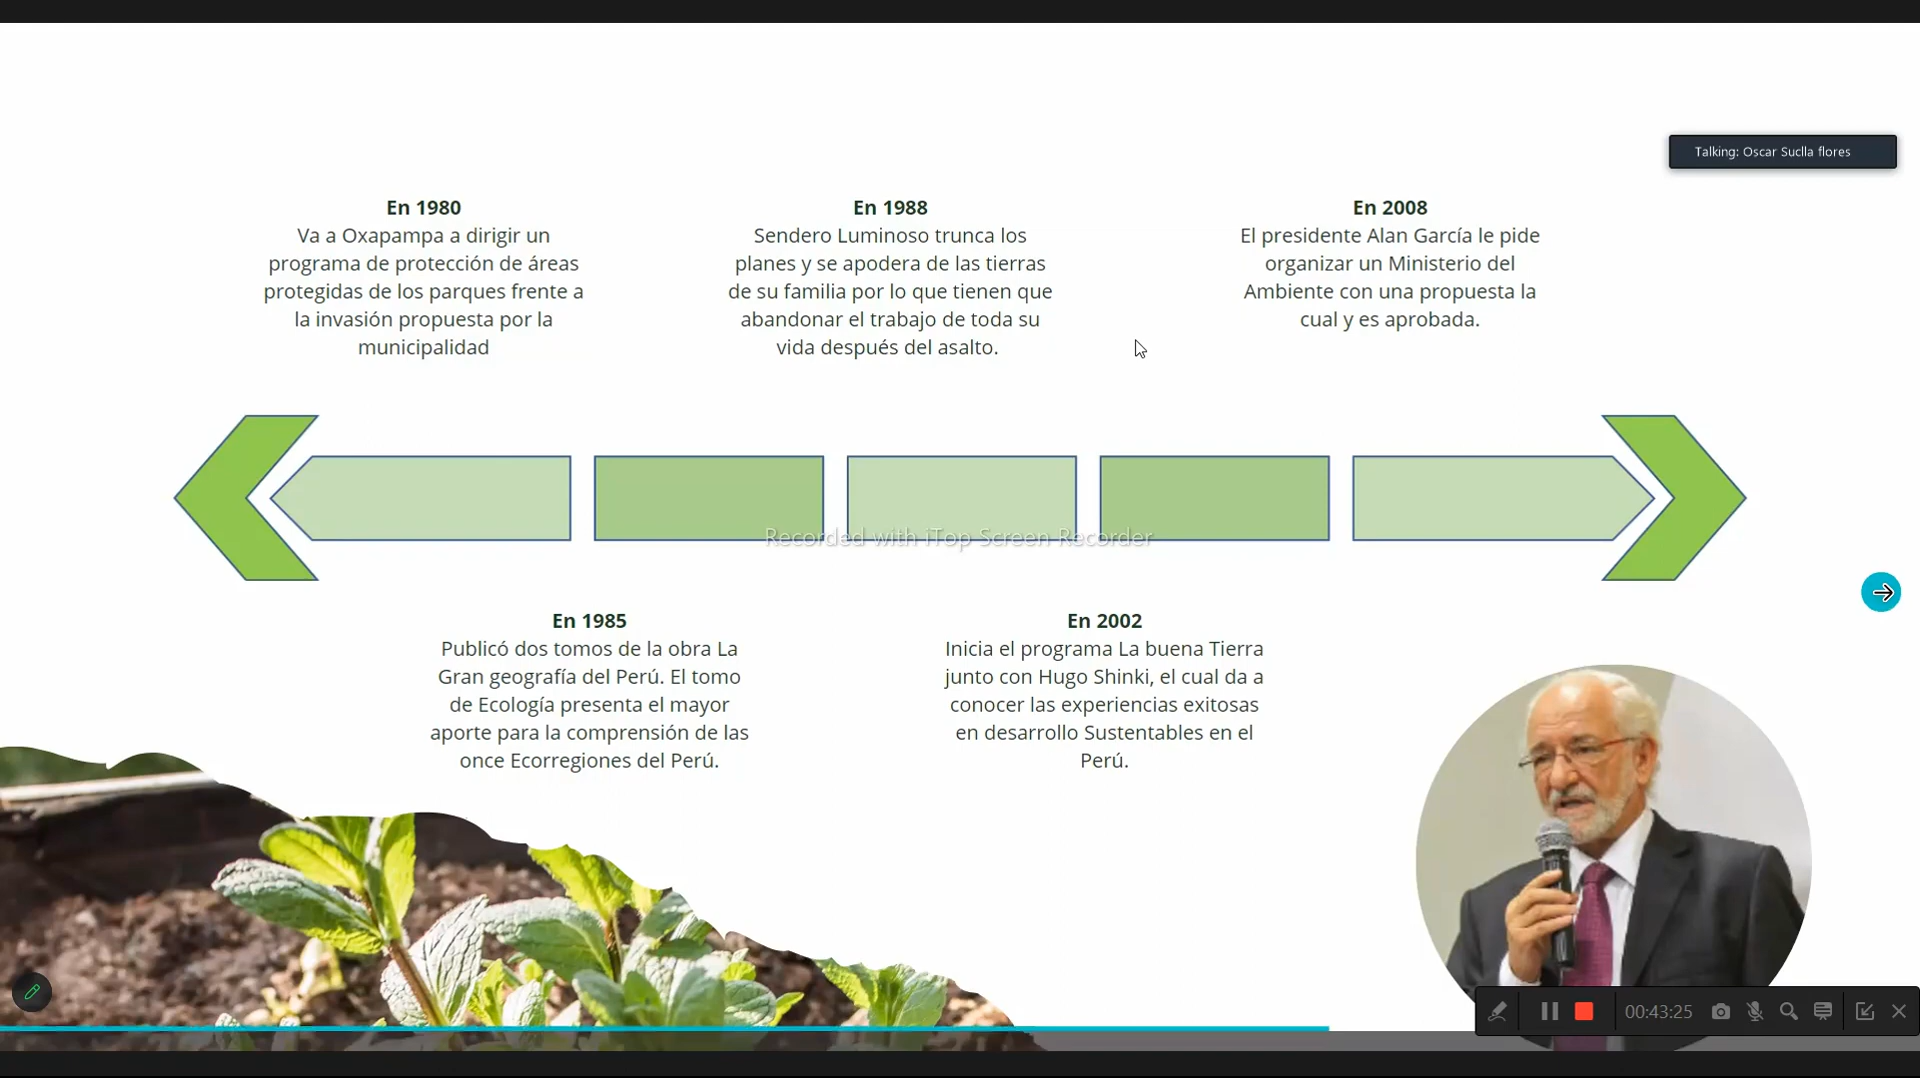 Talking: Oscar Suclla flores
En 1980
Va a Oxapampa a dirigir un
programa de protección de áreas
protegidas de los parques frente a
la invasión propuesta por la
municipalidad
En 1988
Sendero Luminoso trunca los
planes y se apodera de las tierras
de su familia por lo que tienen que
abandonar el trabajo de toda su
vida después del asalto.
En 2008
El presidente Alan García le pide
organizar un Ministerio del
Ambiente con una propuesta la
cual y es aprobada.
Recorded with iTop Screen Recorder
En 1985
Publicó dos tomos de la obra La
Gran geografía del Perú. El tomo
de Ecología presenta el mayor
aporte para la comprensión de las
once Ecorregiones del Perú.
En 2002
Inicia el programa La buena Tierra
junto con Hugo Shinki, el cual da a
conocer las experiencias exitosas
en desarrollo Sustentables en el
Perú.
00:43:25